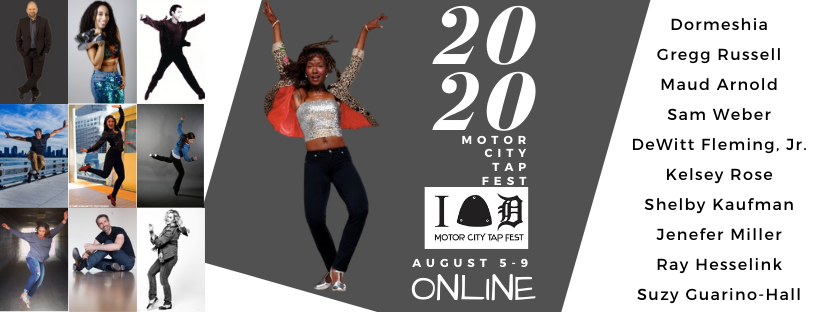 20
20
MOTOR
CITY
TAP
FEST
I D
MOTOR CITY TAP FEST
AUGUST 5-9
ONLINE
Dormeshia
Gregg Russell
Maud Arnold
Sam Weber
DeWitt Fleming, Jr.
Kelsey Rose
Shelby Kaufman
Jenefer Miller
Ray Hesselink
Suzy Guarino-Hall